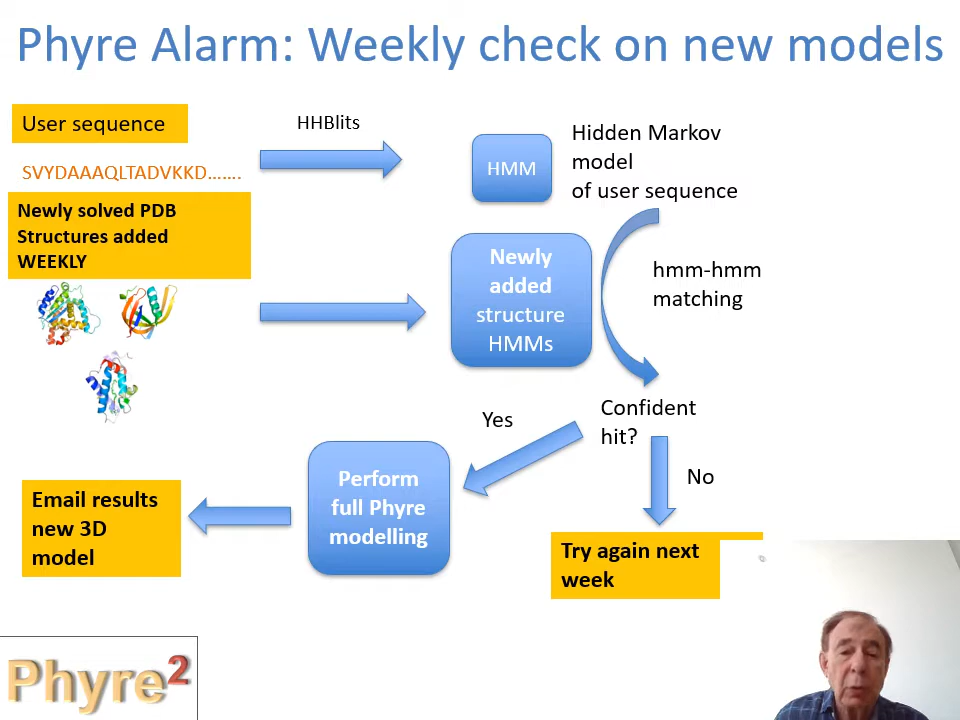 Phyre Alarm: Weekly check on new models
User sequence
HHBlits
SVYDAAAQLTADVKKD…….
HMM
Hidden Markov
model
of user sequence
Newly solved PDB
Structures added
WEEKLY
Newly
added
structure
HMMs
hmm-hmm
matching
Confident
hit?
Yes
No
Perform
full Phyre
modelling
Email results
new 3D
model
Try again next
week
Phyre2